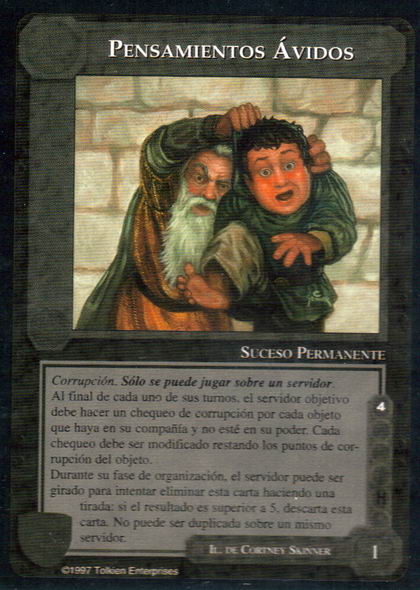 PENSAMIENTOS ÁVIDOS
SUCESO PERMANENTE
Corrupción. Sólo se puede jugar sobre un servidor.
Al final de cada uno de sus turnos, el servidor objetivo
debe hacer un chequeo de corrupción por cada objeto
que haya en su compañía y no esté en su poder. Cada
chequeo debe ser modificado restando los puntos de cor-
rupción del objeto.
Durante su fase de organización, el servidor puede ser
girado para intentar eliminar esta carta haciendo una
tirada: si el resultado es superior a 5, descarta esta
carta. No puede ser duplicada sobre un mismo
servidor.
4
IL. DE CORTNEY SKINNER
1
©1997 Tolkien Enterprises